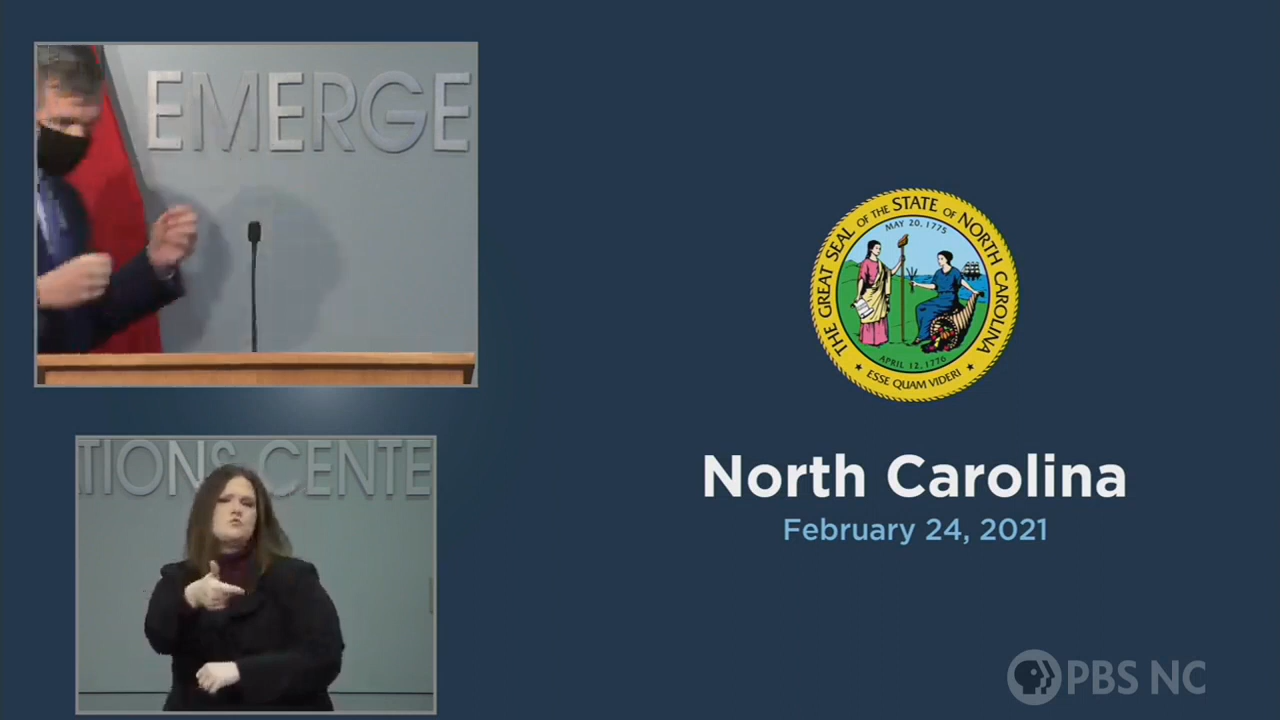 EMERGE
TIONS CENTE
THE GREAT SEAL OF THE STATE OF NORTH CAROLINA
MAY 20, 1775
APRIL 12, 1776
ESSE QUAM VIDERI
North Carolina
February 24, 2021
PBS NC